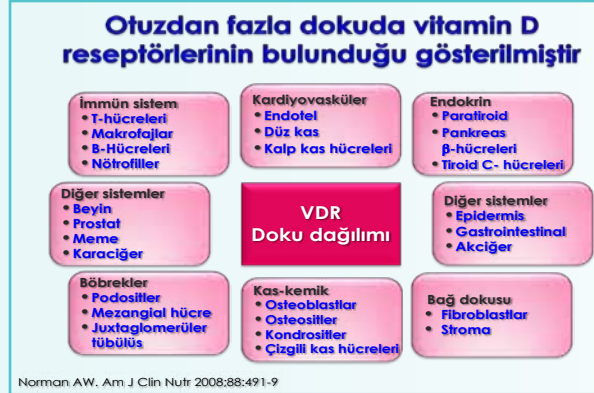 Otuzdan fazla dokuda vitamin D
reseptörlerinin bulunduğu gösterilmiştir
İmmün sistem
• T-hücreleri
• Makrofajlar
• B-Hücreleri
• Nötrofiller
Kardiyovasküler
• Endotel
• Düz kas
• Kalp kas hücreleri
Endokrin
• Paratiroid
• Pankreas
β-hücreleri
• Tiroid C- hücreleri
Diğer sistemler
• Beyin
• Prostat
• Meme
• Karaciğer
VDR
Doku dağılımı
Diğer sistemler
• Epidermis
• Gastrointestinal
• Akciğer
Böbrekler
• Podositler
• Mezangial hücre
• Juxtaglomerüler
tübülüs
Kas-kemik
• Osteoblastlar
• Osteositler
• Kondrositler
• Çizgili kas hücreleri
Bağ dokusu
• Fibroblastlar
• Stroma
Norman AW. Am J Clin Nutr 2008;88:491-9